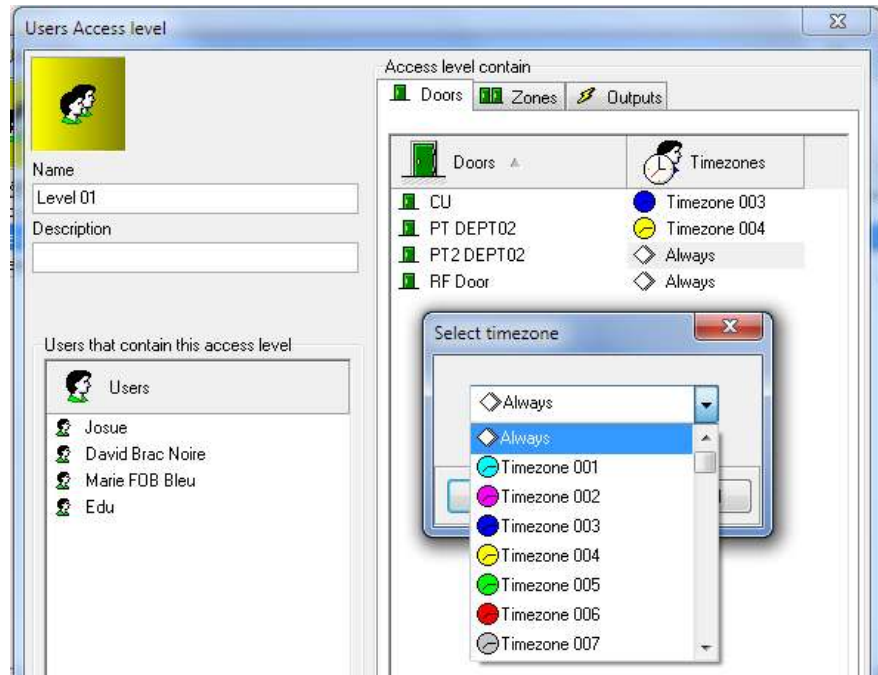 Users Access level
Name
Level 01
Description
Users that contain this access level
Users
Josue
David Brac Noire
Marie FOB Bleu
Edu
Access level contain
Doors Zones Outputs
Doors Timezones
CU Timezone 003
PT DEPT02 Timezone 004
PT2 DEPT02 Always
RF Door Always
Select timezone
Always
Always
Timezone 001
Timezone 002
Timezone 003
Timezone 004
Timezone 005
Timezone 006
Timezone 007